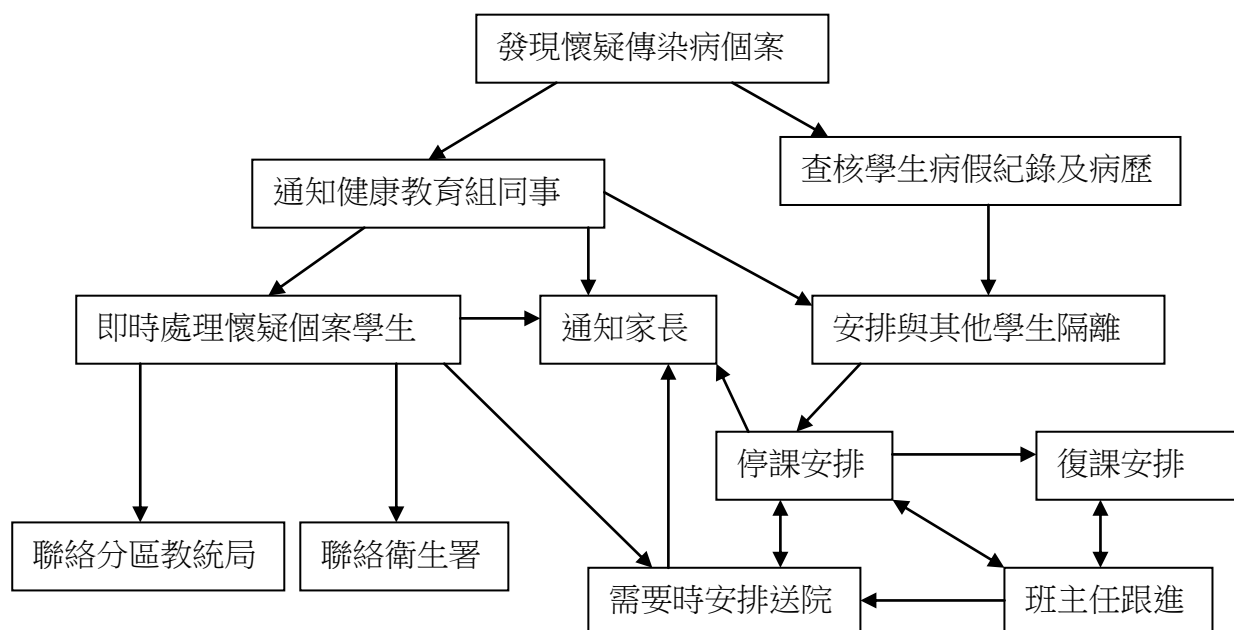 發現懷疑傳染病個案
查核學生病假紀錄及病歷
通知健康教育組同事
即時處理懷疑個案學生
通知家長
安排與其他學生隔離
停課安排
復課安排
聯絡分區教統局
聯絡衛生署
需要時安排送院
班主任跟進